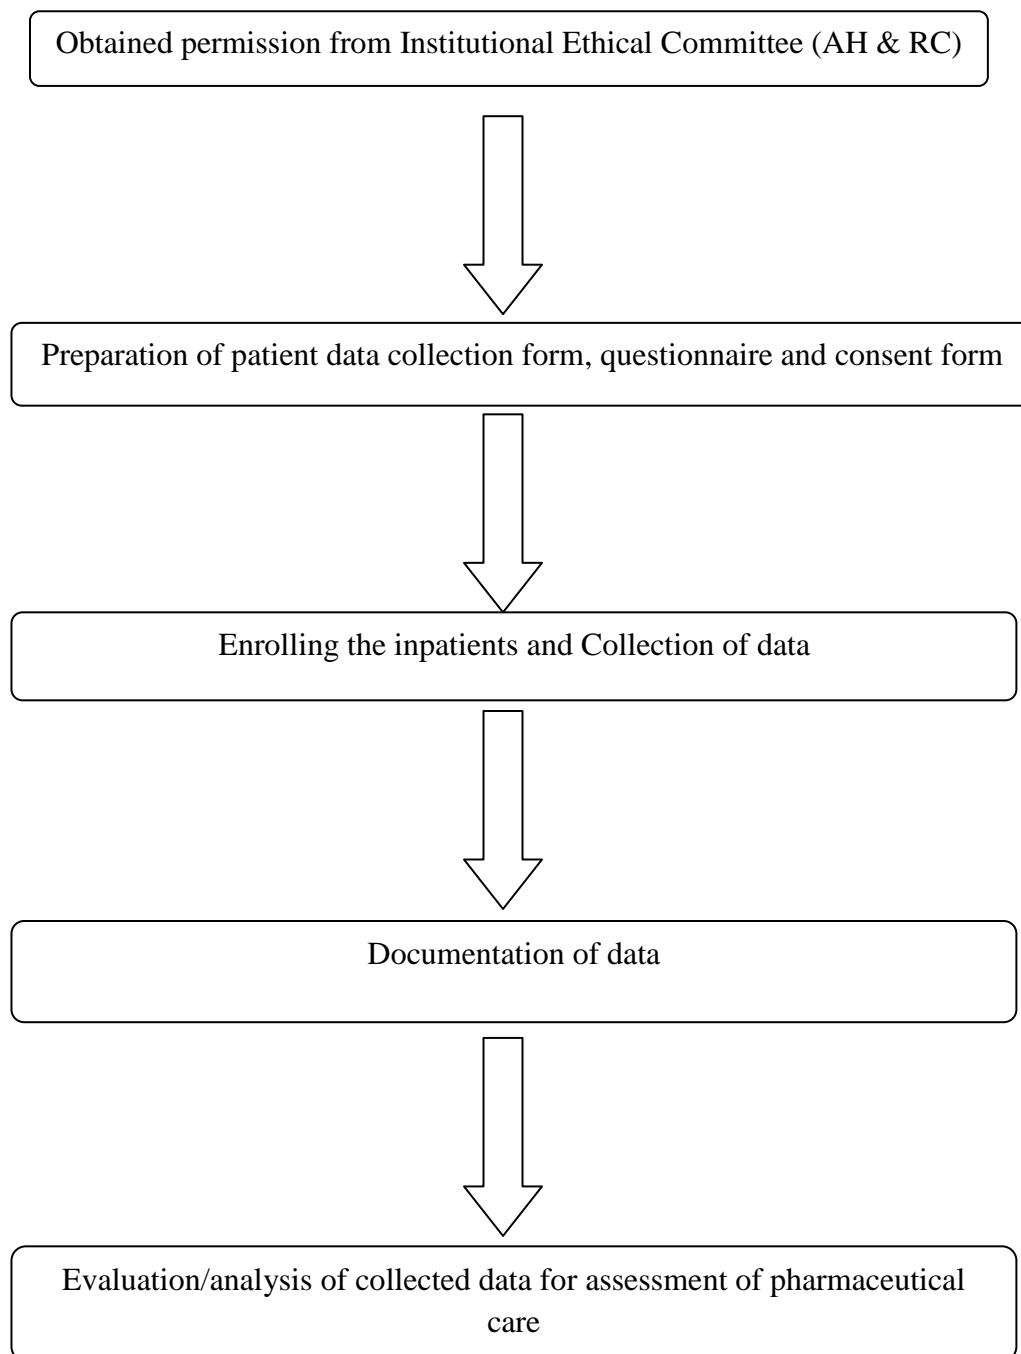 Obtained permission from Institutional Ethical Committee (AH & RC)
Preparation of patient data collection form, questionnaire and consent form
Enrolling the inpatients and Collection of data
Documentation of data
Evaluation/analysis of collected data for assessment of pharmaceutical
care